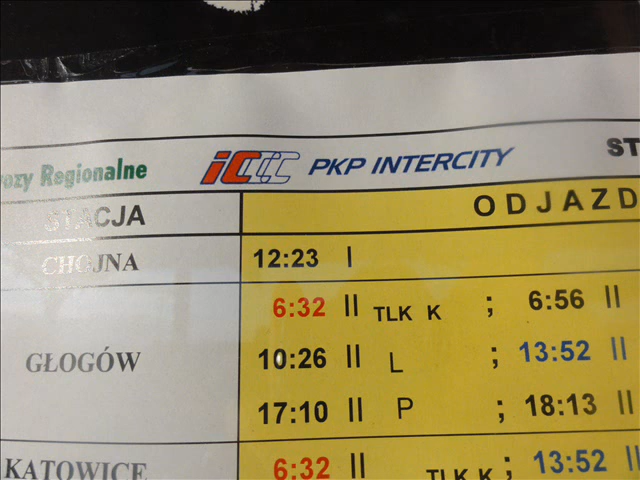 ozy Regionalne iC PKP INTERCITY ST
STACJA ODJAZD
CHOJNA 12:23 I
6:32 II TLK K ; 6:56 II
GŁOGÓW 10:26 II L ; 13:52 II
17:10 II P ; 18:13 II
KATOWICE 6:32 II TLK K ; 13:52 II